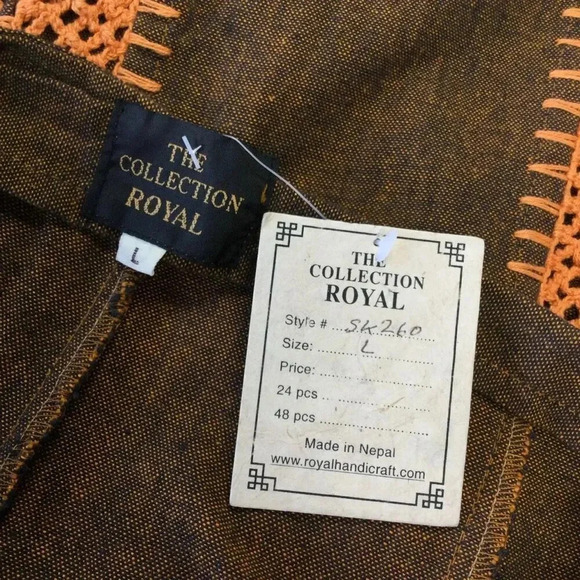 THE
COLLECTION
ROYAL
L
THE
COLLECTION
ROYAL
Style # ....SK260
Size: ............L
Price: ............
24 pcs ............
48 pcs ............
Made in Nepal
www.royalhandicraft.com